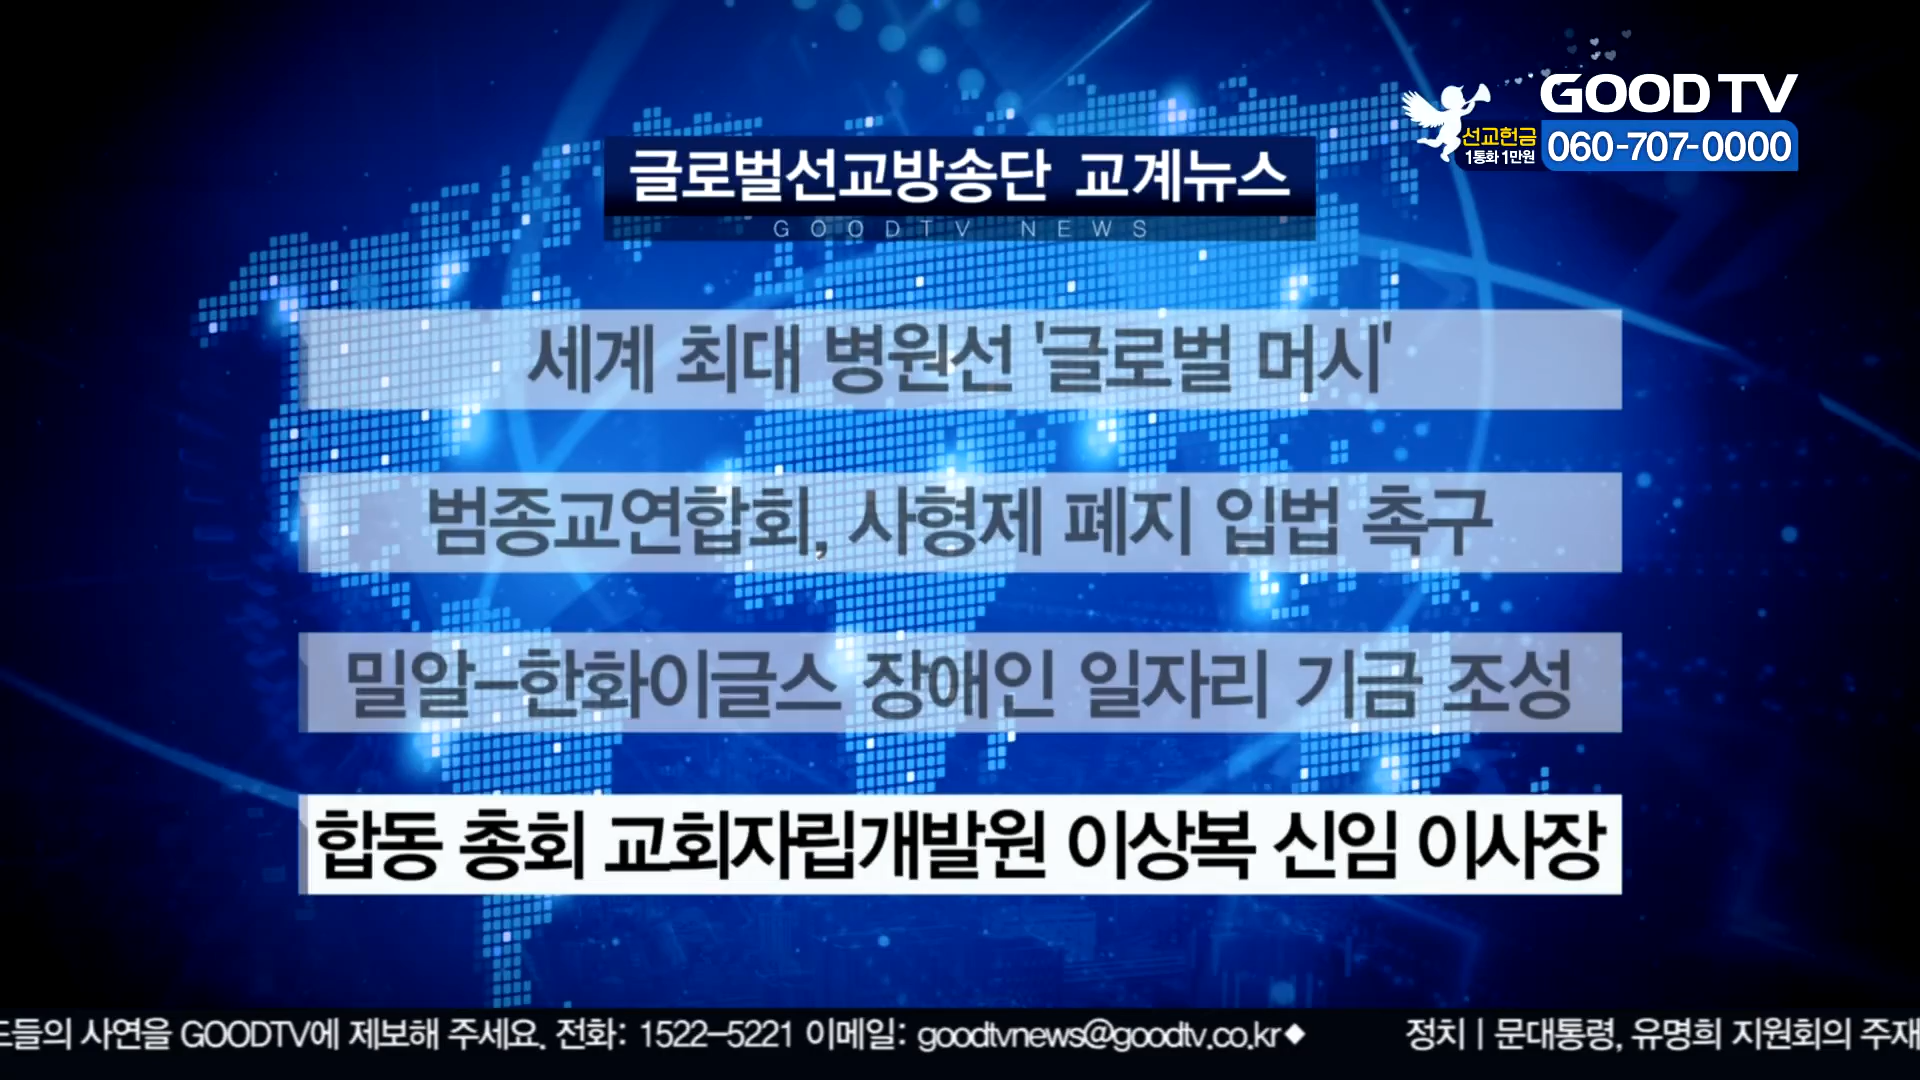 GOOD TV
선교헌금
1통화 1만원
060-707-0000
글로벌선교방송단 교계뉴스
GOODTV NEWS
세계 최대 병원선 '글로벌 머시'
범종교연합회, 사형제 폐지 입법 촉구
밀알-한화이글스 장애인 일자리 기금 조성
합동 총회 교회자립개발원 이상복 신임 이사장
들의 사연을 GOODTV에 제보해 주세요. 전화: 1522-5221 이메일: goodtvnews@goodtv.co.kr◆ 정치 | 문대통령, 유명희 지원회의 주재